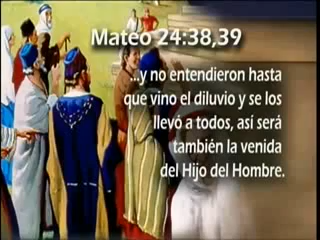 Mateo 24:38,39
...y no entendieron hasta
que vino el diluvio y se los
llevó a todos, así será
también la venida
del Hijo del Hombre.